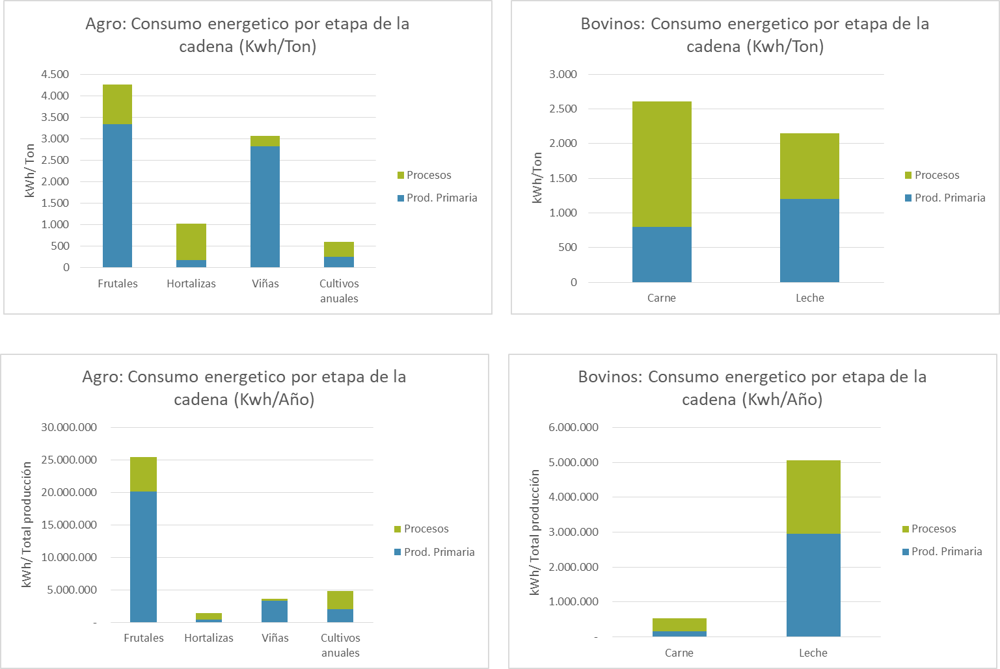 Agro: Consumo energetico por etapa de la
cadena (Kwh/Ton)
4.500
4.000
3.500
3.000
2.500
2.000
1.500
1.000
500
0
kWh/ Ton
Frutales
Hortalizas
Viñas
Cultivos
anuales
Procesos
Prod. Primaria
Bovinos: Consumo energetico por etapa de la
cadena (Kwh/Ton)
3.000
2.500
2.000
1.500
1.000
500
0
kWh/Ton
Carne
Leche
Procesos
Prod. Primaria
Agro: Consumo energetico por etapa de la
cadena (Kwh/Año)
30.000.000
25.000.000
20.000.000
15.000.000
10.000.000
5.000.000
-
kWh/ Total producción
Frutales
Hortalizas
Viñas
Cultivos
anuales
Procesos
Prod. Primaria
Bovinos: Consumo energetico por etapa de la
cadena (Kwh/Año)
6.000.000
5.000.000
4.000.000
3.000.000
2.000.000
1.000.000
-
kWh/ Total producción
Carne
Leche
Procesos
Prod. Primaria